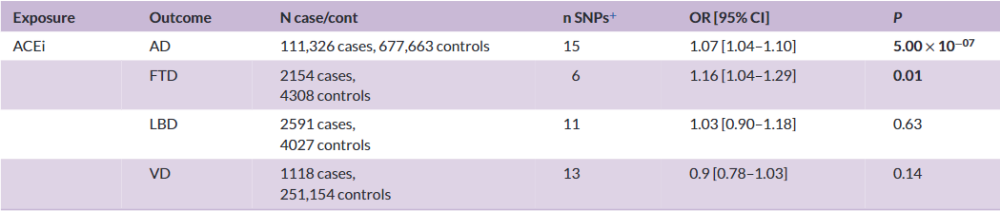 Exposure Outcome N case/cont n SNPs+ OR [95% CI] P
ACEi AD 111,326 cases, 677,663 controls 15 1.07 [1.04–1.10] 5.00 × 10−07
FTD 2154 cases, 6 1.16 [1.04–1.29] 0.01
4308 controls
LBD 2591 cases, 11 1.03 [0.90–1.18] 0.63
4027 controls
VD 1118 cases, 13 0.9 [0.78–1.03] 0.14
251,154 controls